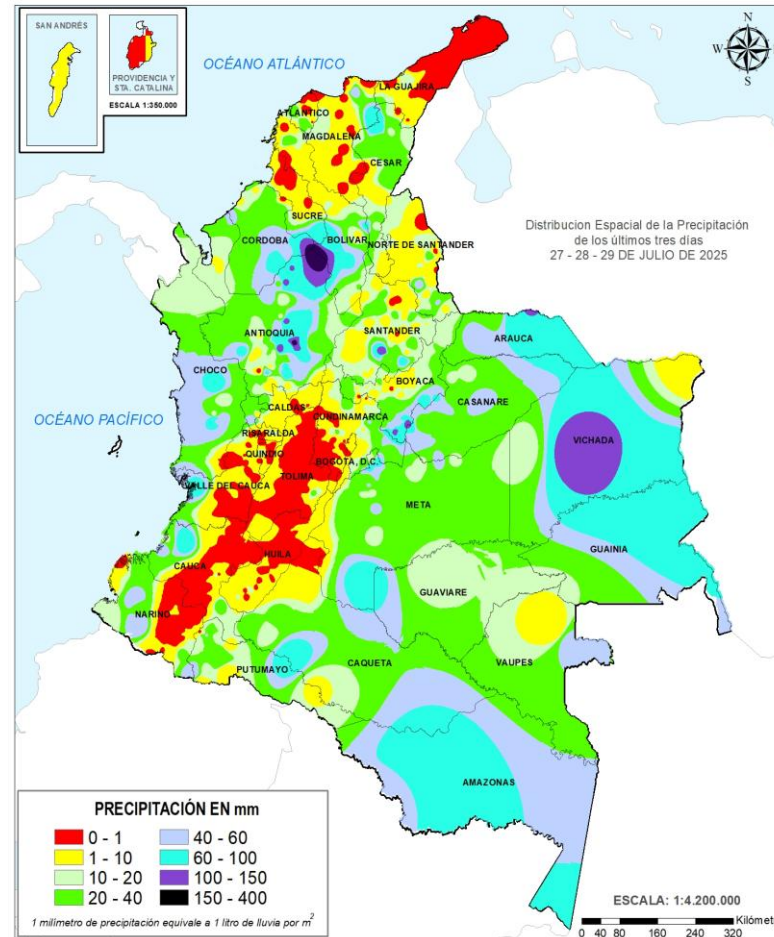 SAN ANDRÉS
PROVIDENCIA Y
STA. CATALINA
ESCALA 1:350.000
OCÉANO ATLÁNTICO
N
W
E
S
LA GUAJIRA
ATLANTICO
MAGDALENA
CESAR
SUCRE
CORDOBA
BOLIVAR
NORTE DE SANTANDER
Distribucion Espacial de la Precipitación
de los últimos tres días
27 - 28 - 29 DE JULIO DE 2025
ANTIOQUIA
SANTANDER
ARAUCA
CHOCO
BOYACA
CASANARE
OCÉANO PACÍFICO
CALDAS
CUNDINAMARCA
RISARALDA
VICHADA
QUINDIO
BOGOTA, D.C.
TOLIMA
VALLE DEL CAUCA
META
GUAINIA
HUILA
CAUCA
GUAVIARE
NARIÑO
VAUPES
PUTUMAYO
CAQUETA
AMAZONAS
PRECIPITACIÓN EN mm
0 - 1
40 - 60
1 - 10
60 - 100
10 - 20
100 - 150
20 - 40
150 - 400
1 milímetro de precipitación equivale a 1 litro de lluvia por m²
ESCALA: 1:4.200.000
Kilómet
0 40 80 160 240 320